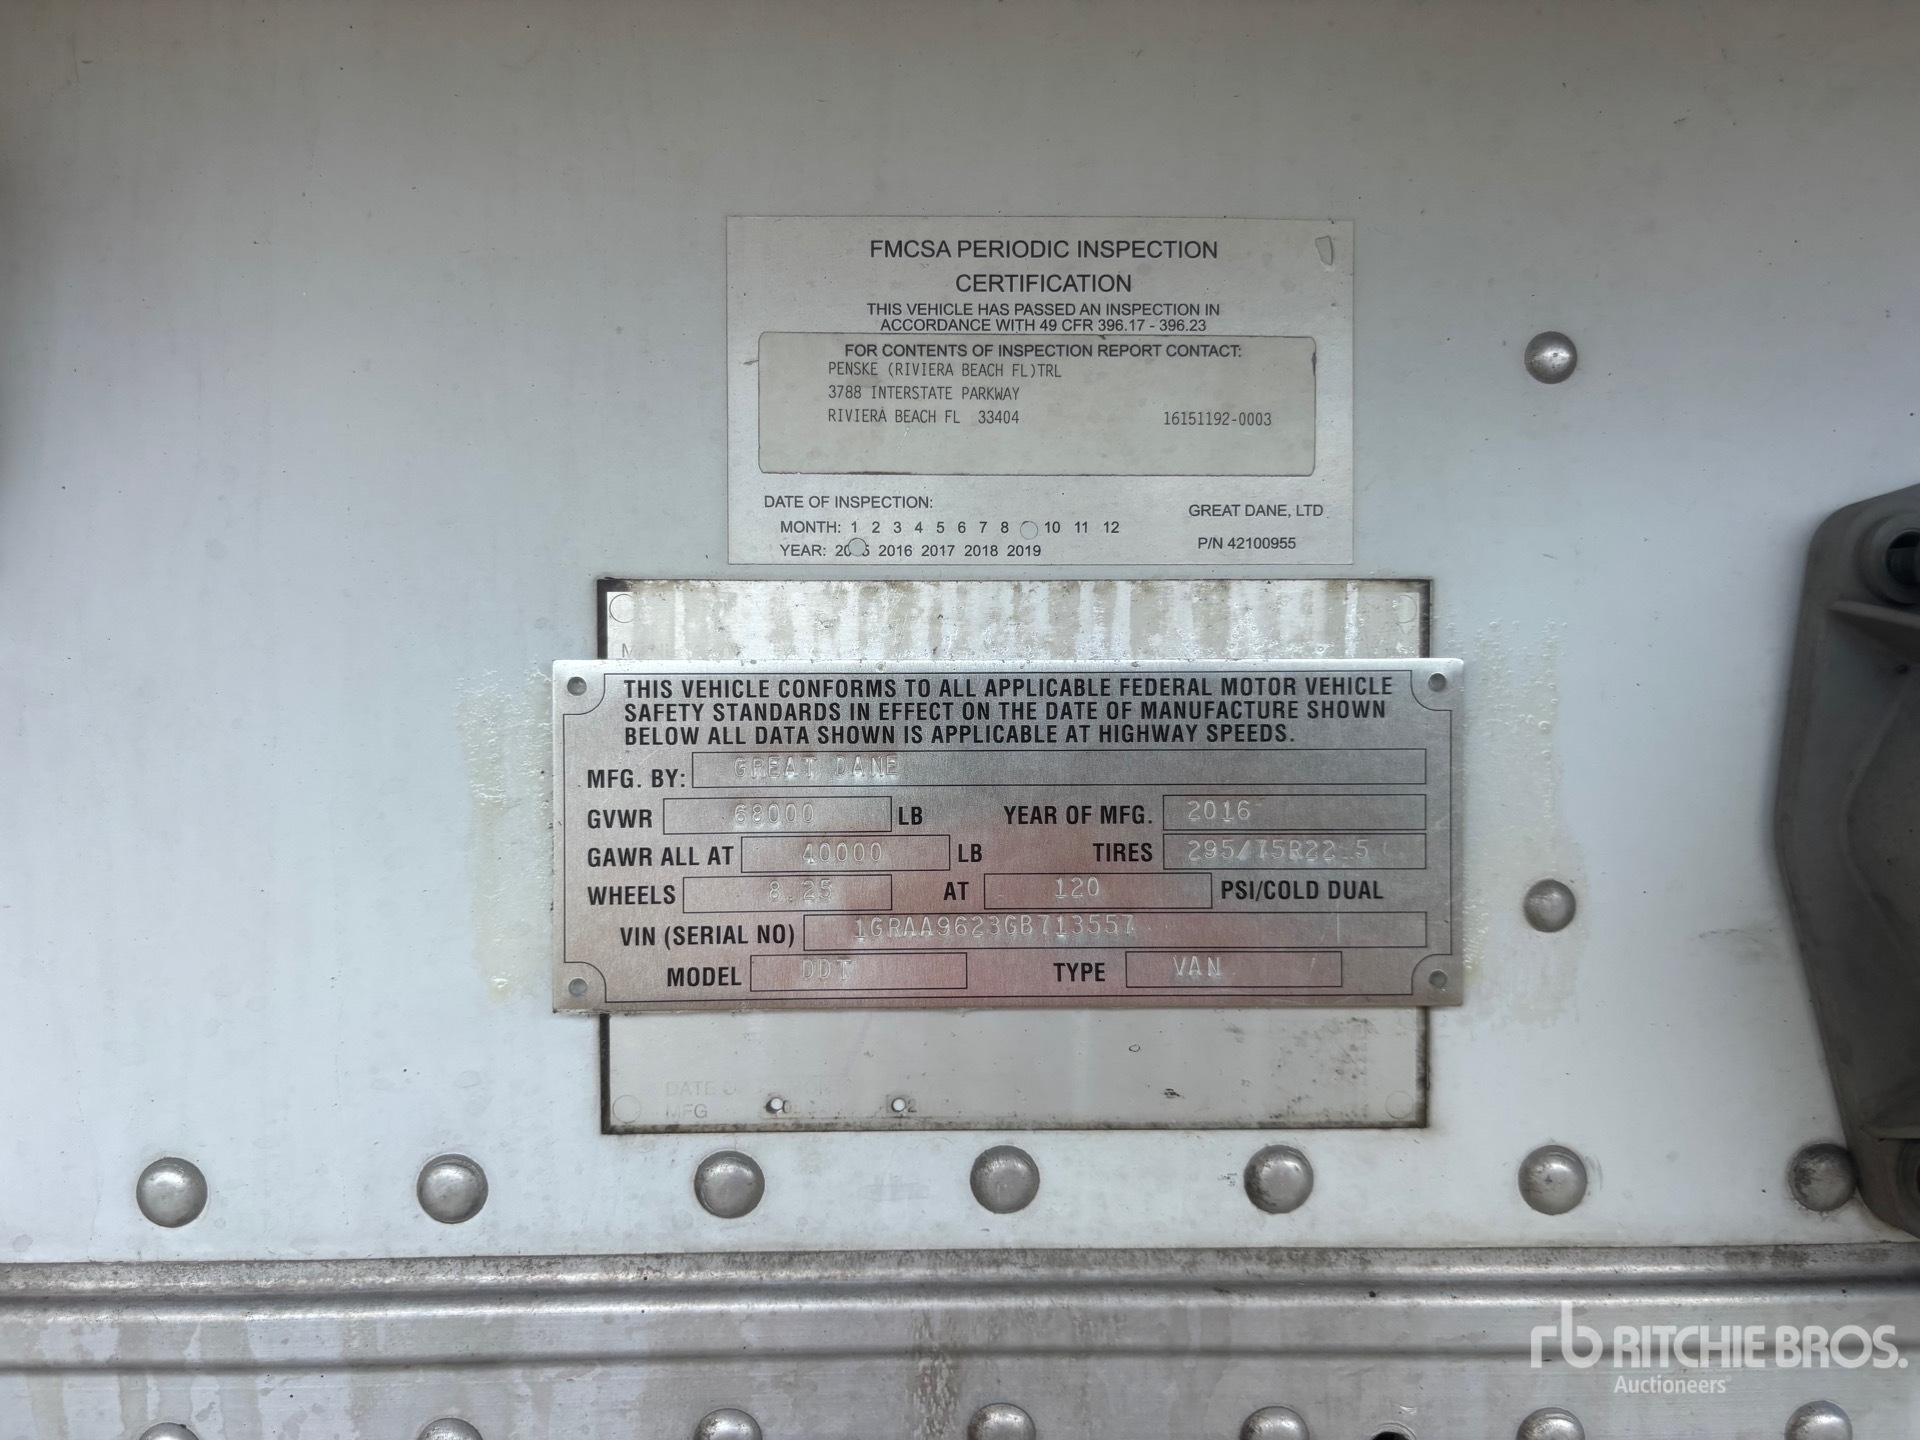 FMCSA PERIODIC INSPECTION
CERTIFICATION
THIS VEHICLE HAS PASSED AN INSPECTION IN
ACCORDANCE WITH 49 CFR 396.17 - 396.23
FOR CONTENTS OF INSPECTION REPORT CONTACT:
PENSKE (RIVIERA BEACH FL)TRL
3788 INTERSTATE PARKWAY
RIVIERA BEACH FL 33404 16151192-0003
DATE OF INSPECTION:
GREAT DANE, LTD
MONTH: 1 2 3 4 5 6 7 8 10 11 12
YEAR: 2016 2017 2018 2019
P/N 42100955
THIS VEHICLE CONFORMS TO ALL APPLICABLE FEDERAL MOTOR VEHICLE
SAFETY STANDARDS IN EFFECT ON THE DATE OF MANUFACTURE SHOWN
BELOW ALL DATA SHOWN IS APPLICABLE AT HIGHWAY SPEEDS.
MFG. BY: GREAT DANE
GVWR 68000 LB YEAR OF MFG. 2016
GAWR ALL AT 40000 LB TIRES 295/75R22.5
WHEELS 8.25 AT 120 PSI/COLD DUAL
VIN (SERIAL NO) 1GRAA9623GB713557
MODEL DDT TYPE VAN
DATE
MFG
rb RITCHIE BROS.
Auctioneers